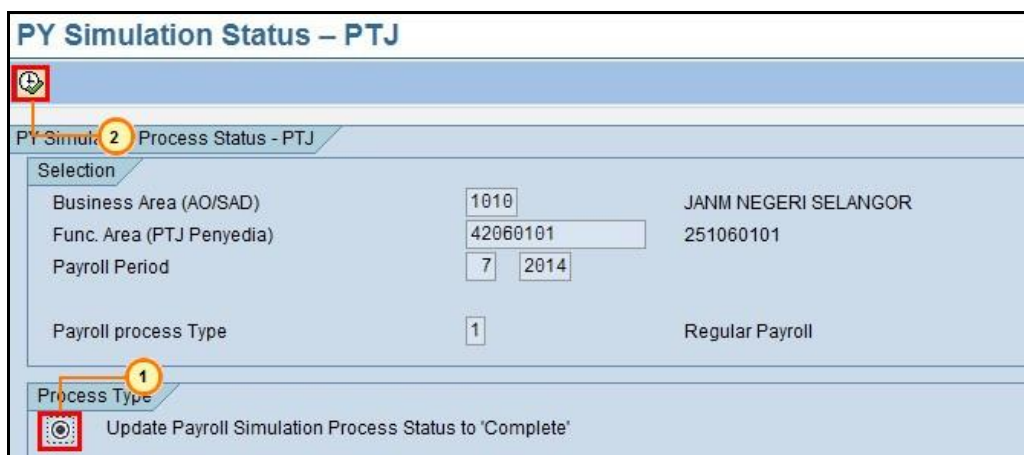 PY Simulation Status – PTJ
2
PY Simula Process Status - PTJ
Selection
Business Area (AO/SAD) 1010 JANM NEGERI SELANGOR
Func. Area (PTJ Penyedia) 42060101 251060101
Payroll Period 7 2014
Payroll process Type 1 Regular Payroll
1
Process Type
Update Payroll Simulation Process Status to 'Complete'